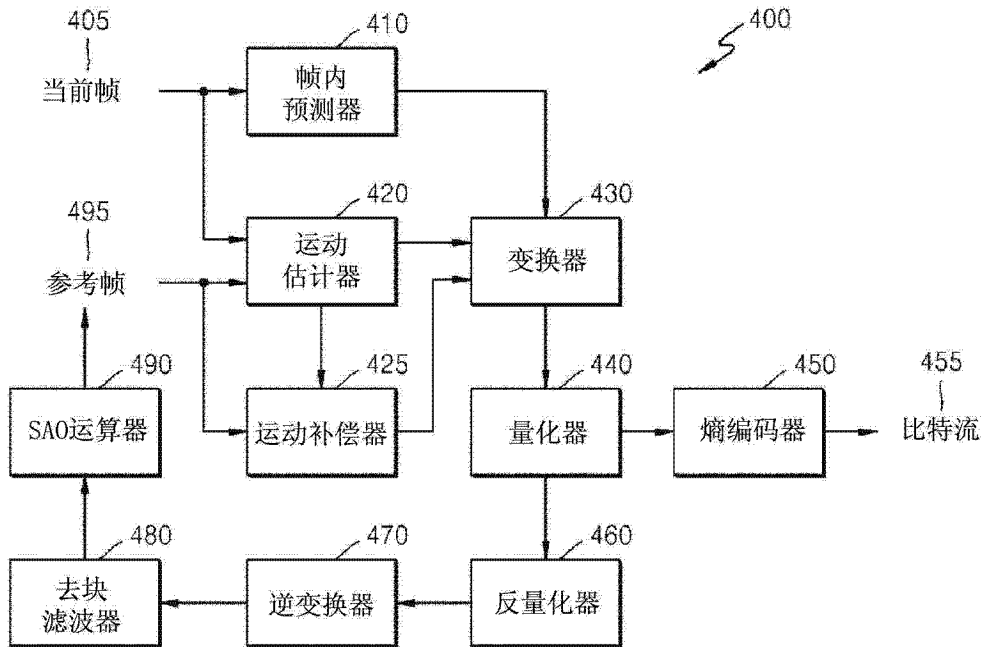 405
410
400
当前帧
帧内
预测器
495
420
430
参考帧
运动
估计器
变换器
490
425
440
450
455
SAO运算器
运动补偿器
量化器
熵编码器
比特流
480
470
460
去块
滤波器
逆变换器
反量化器